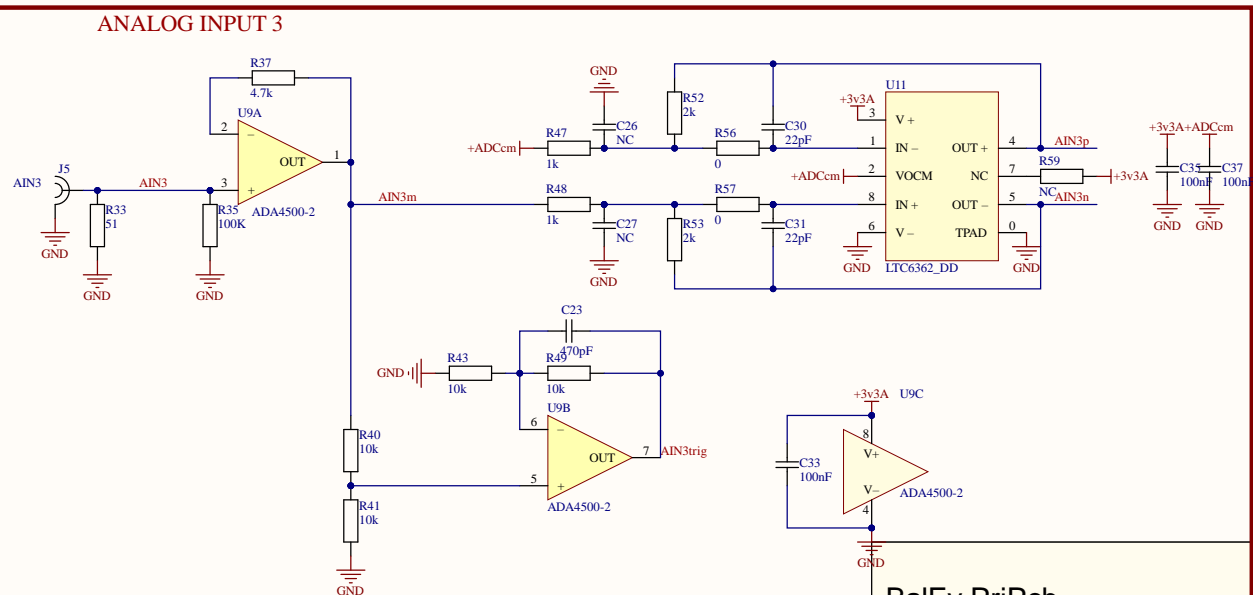 ANALOG INPUT 3
R37
4.7k
U9A
2
−
OUT
1
3
+
ADA4500-2
J5
AIN3
AIN3
GND
R33
51
GND
R35
100K
GND
AIN3m
GND
C26
NC
R47
1k
+ADCcm
R52
2k
R56
0
C30
22pF
R48
1k
C27
NC
GND
R53
2k
R57
0
C31
22pF
U11
+3v3A
3
V +
1
IN −
OUT +
4
AIN3p
+ADCcm
2
VOCM
NC
7
R59
NC
+3v3A
8
IN +
OUT −
5
AIN3n
6
V −
TPAD
0
GND
LTC6362_DD
GND
+3v3A
+ADCcm
C35
100nF
C37
GND
GND
C23
470pF
R43
10k
GND
R49
10k
U9B
6
−
OUT
7
AIN3trig
5
+
ADA4500-2
R40
10k
R41
10k
GND
+3v3A
U9C
8
V+
V−
4
ADA4500-2
C33
100nF
GND